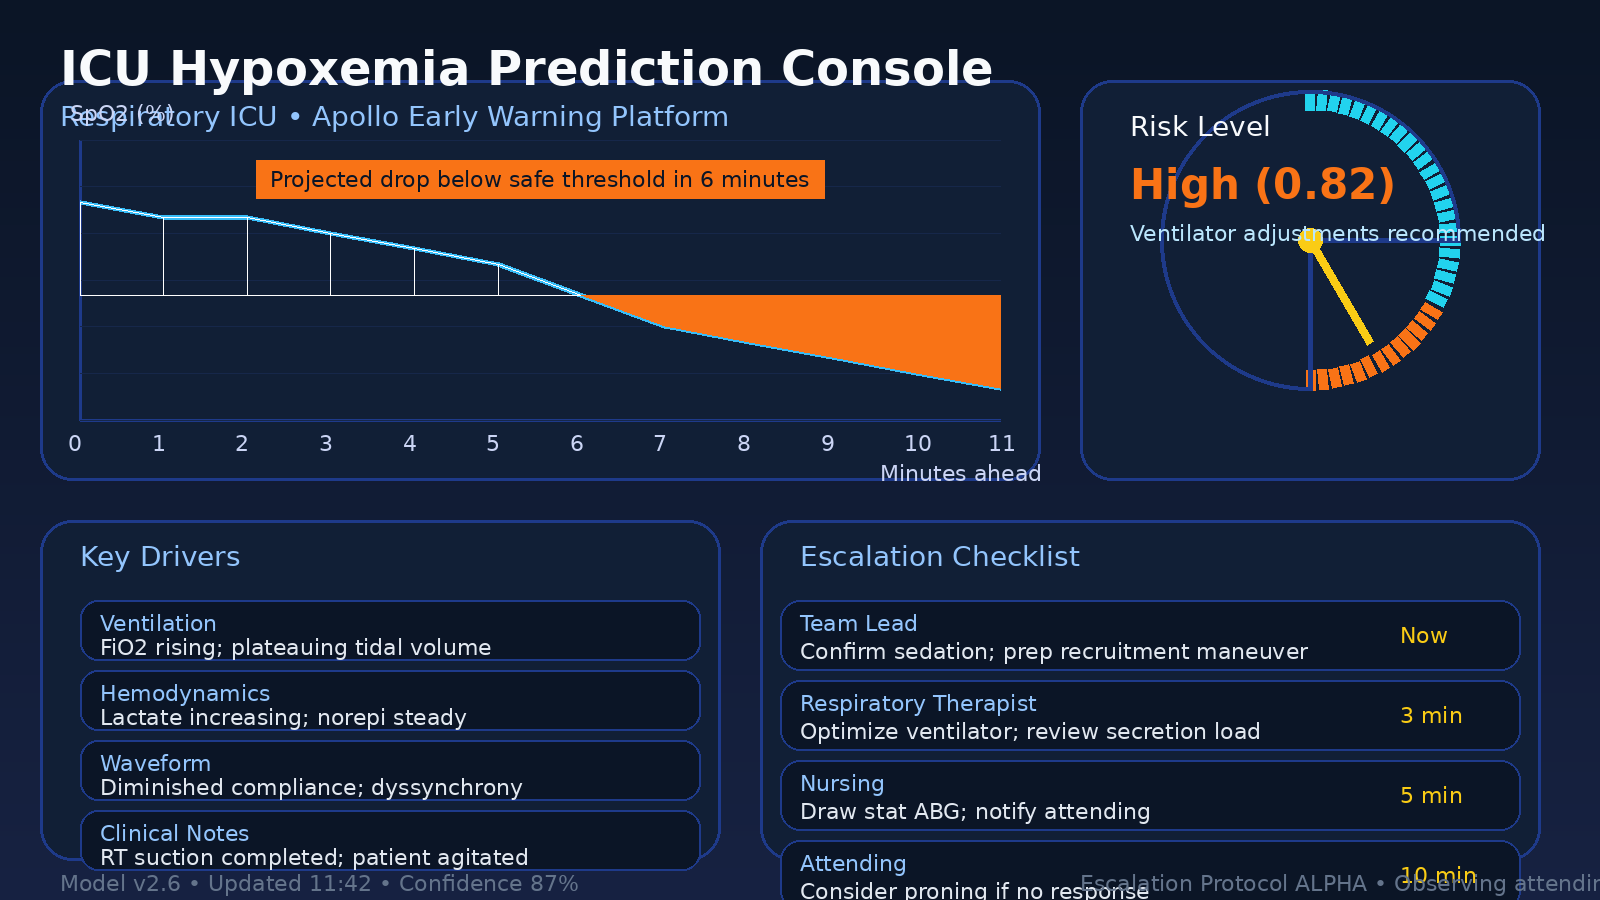 ICU Hypoxemia Prediction Console
Respiratory ICU • Apollo Early Warning Platform
SpO2 (%)
Projected drop below safe threshold in 6 minutes
0 1 2 3 4 5 6 7 8 9 10 11
Minutes ahead
Risk Level
High (0.82)
Ventilator adjustments recommended
Key Drivers
Ventilation
FiO2 rising; plateauing tidal volume
Hemodynamics
Lactate increasing; norepi steady
Waveform
Diminished compliance; dyssynchrony
Clinical Notes
RT suction completed; patient agitated
Escalation Checklist
Team Lead
Confirm sedation; prep recruitment maneuver
Now
Respiratory Therapist
Optimize ventilator; review secretion load
3 min
Nursing
Draw stat ABG; notify attending
5 min
Attending
Consider proning if no response
10 min
Model v2.6 • Updated 11:42 • Confidence 87%
Escalation Protocol ALPHA • Observing